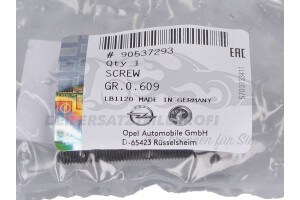 # 90537293
Qty 1
SCREW
GR.0.609
LB1120 MADE IN GERMANY
EAC
Opel Automobile GmbH
D-65423 Rüsselsheim